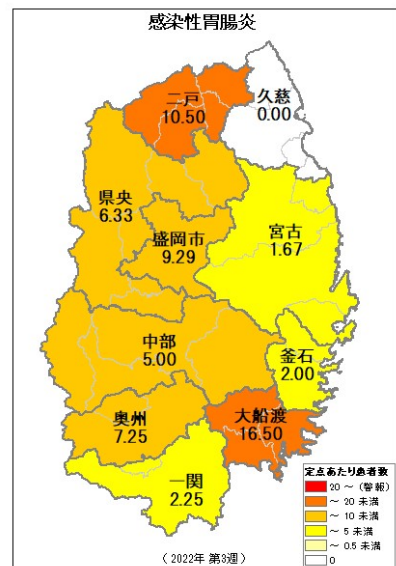 感染性胃腸炎
二戸
10.50
久慈
0.00
県央
6.33
盛岡市
9.29
宮古
1.67
中部
5.00
釜石
2.00
奥州
7.25
大船渡
16.50
一関
2.25
定点あたり患者数
20 ～ (警報)
～ 20 未満
～ 10 未満
～ 5 未満
～ 0.5 未満
0
( 2022年 第3週 )